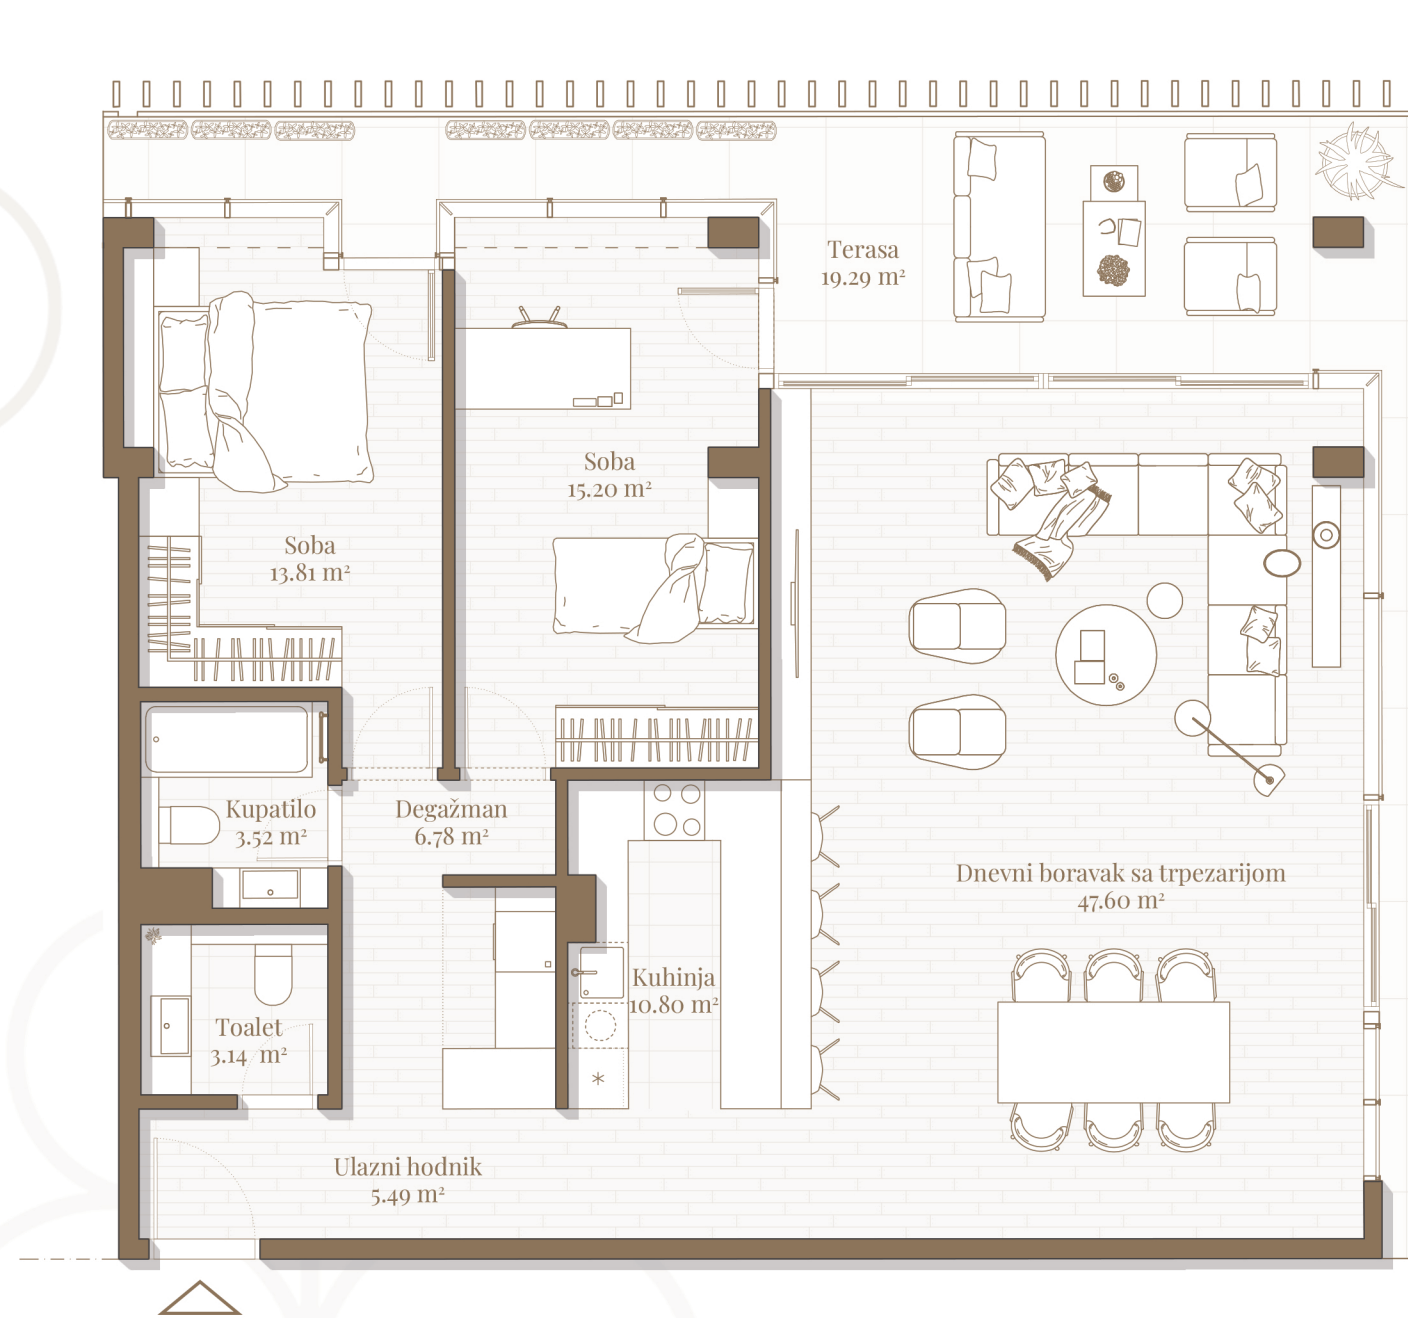 Terasa
19.29 m²
Soba
15.20 m²
Soba
13.81 m²
Kupatilo
3.52 m²
Degažman
6.78 m²
Dnevni boravak sa trpezarijom
47.60 m²
Kuhinja
10.80 m²
Toalet
3.14 m²
Ulazni hodnik
5.49 m²